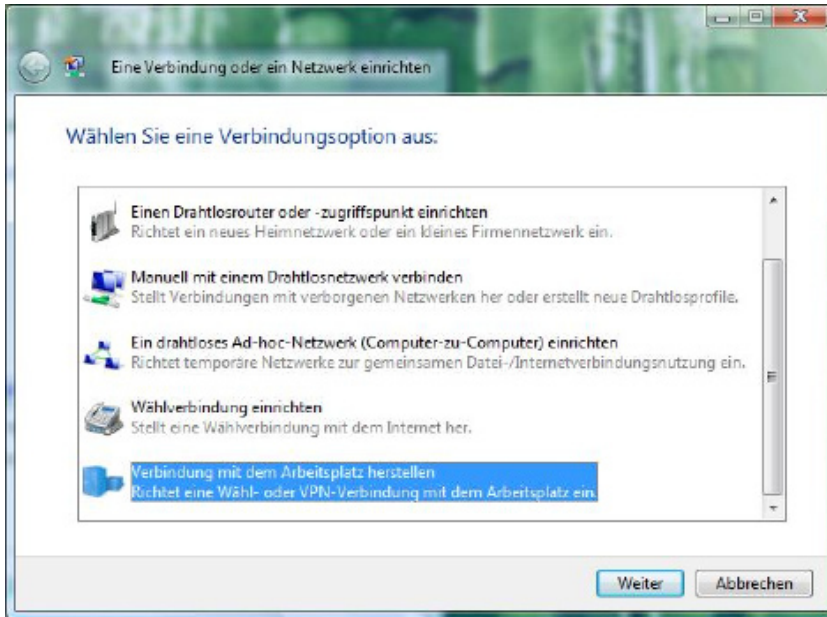 Eine Verbindung oder ein Netzwerk einrichten
Wählen Sie eine Verbindungsoption aus:
Einen Drahtlosrouter oder -zugriffspunkt einrichten
Richtet ein neues Heimnetzwerk oder ein kleines Firmennetzwerk ein.
Manuell mit einem Drahtlosnetzwerk verbinden
Stellt Verbindungen mit verborgenen Netzwerken her oder erstellt neue Drahtlosprofile.
Ein drahtloses Ad-hoc-Netzwerk (Computer-zu-Computer) einrichten
Richtet temporäre Netzwerke zur gemeinsamen Datei-/Internetverbindungsnutzung ein.
Wählverbindung einrichten
Stellt eine Wählverbindung mit dem Internet her.
Verbindung mit dem Arbeitsplatz herstellen
Richtet eine Wähl- oder VPN-Verbindung mit dem Arbeitsplatz ein.
Weiter
Abbrechen